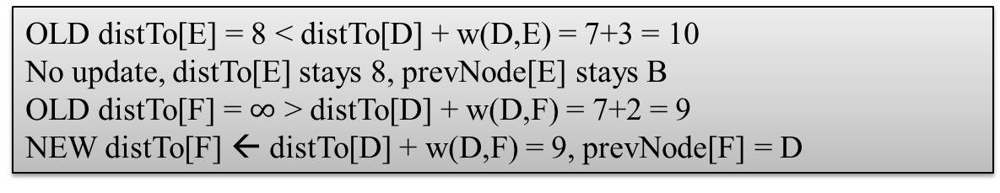 OLD distTo[E] = 8 < distTo[D] + w(D,E) = 7+3 = 10
No update, distTo[E] stays 8, prevNode[E] stays B
OLD distTo[F] = ∞ > distTo[D] + w(D,F) = 7+2 = 9
NEW distTo[F] ← distTo[D] + w(D,F) = 9, prevNode[F] = D